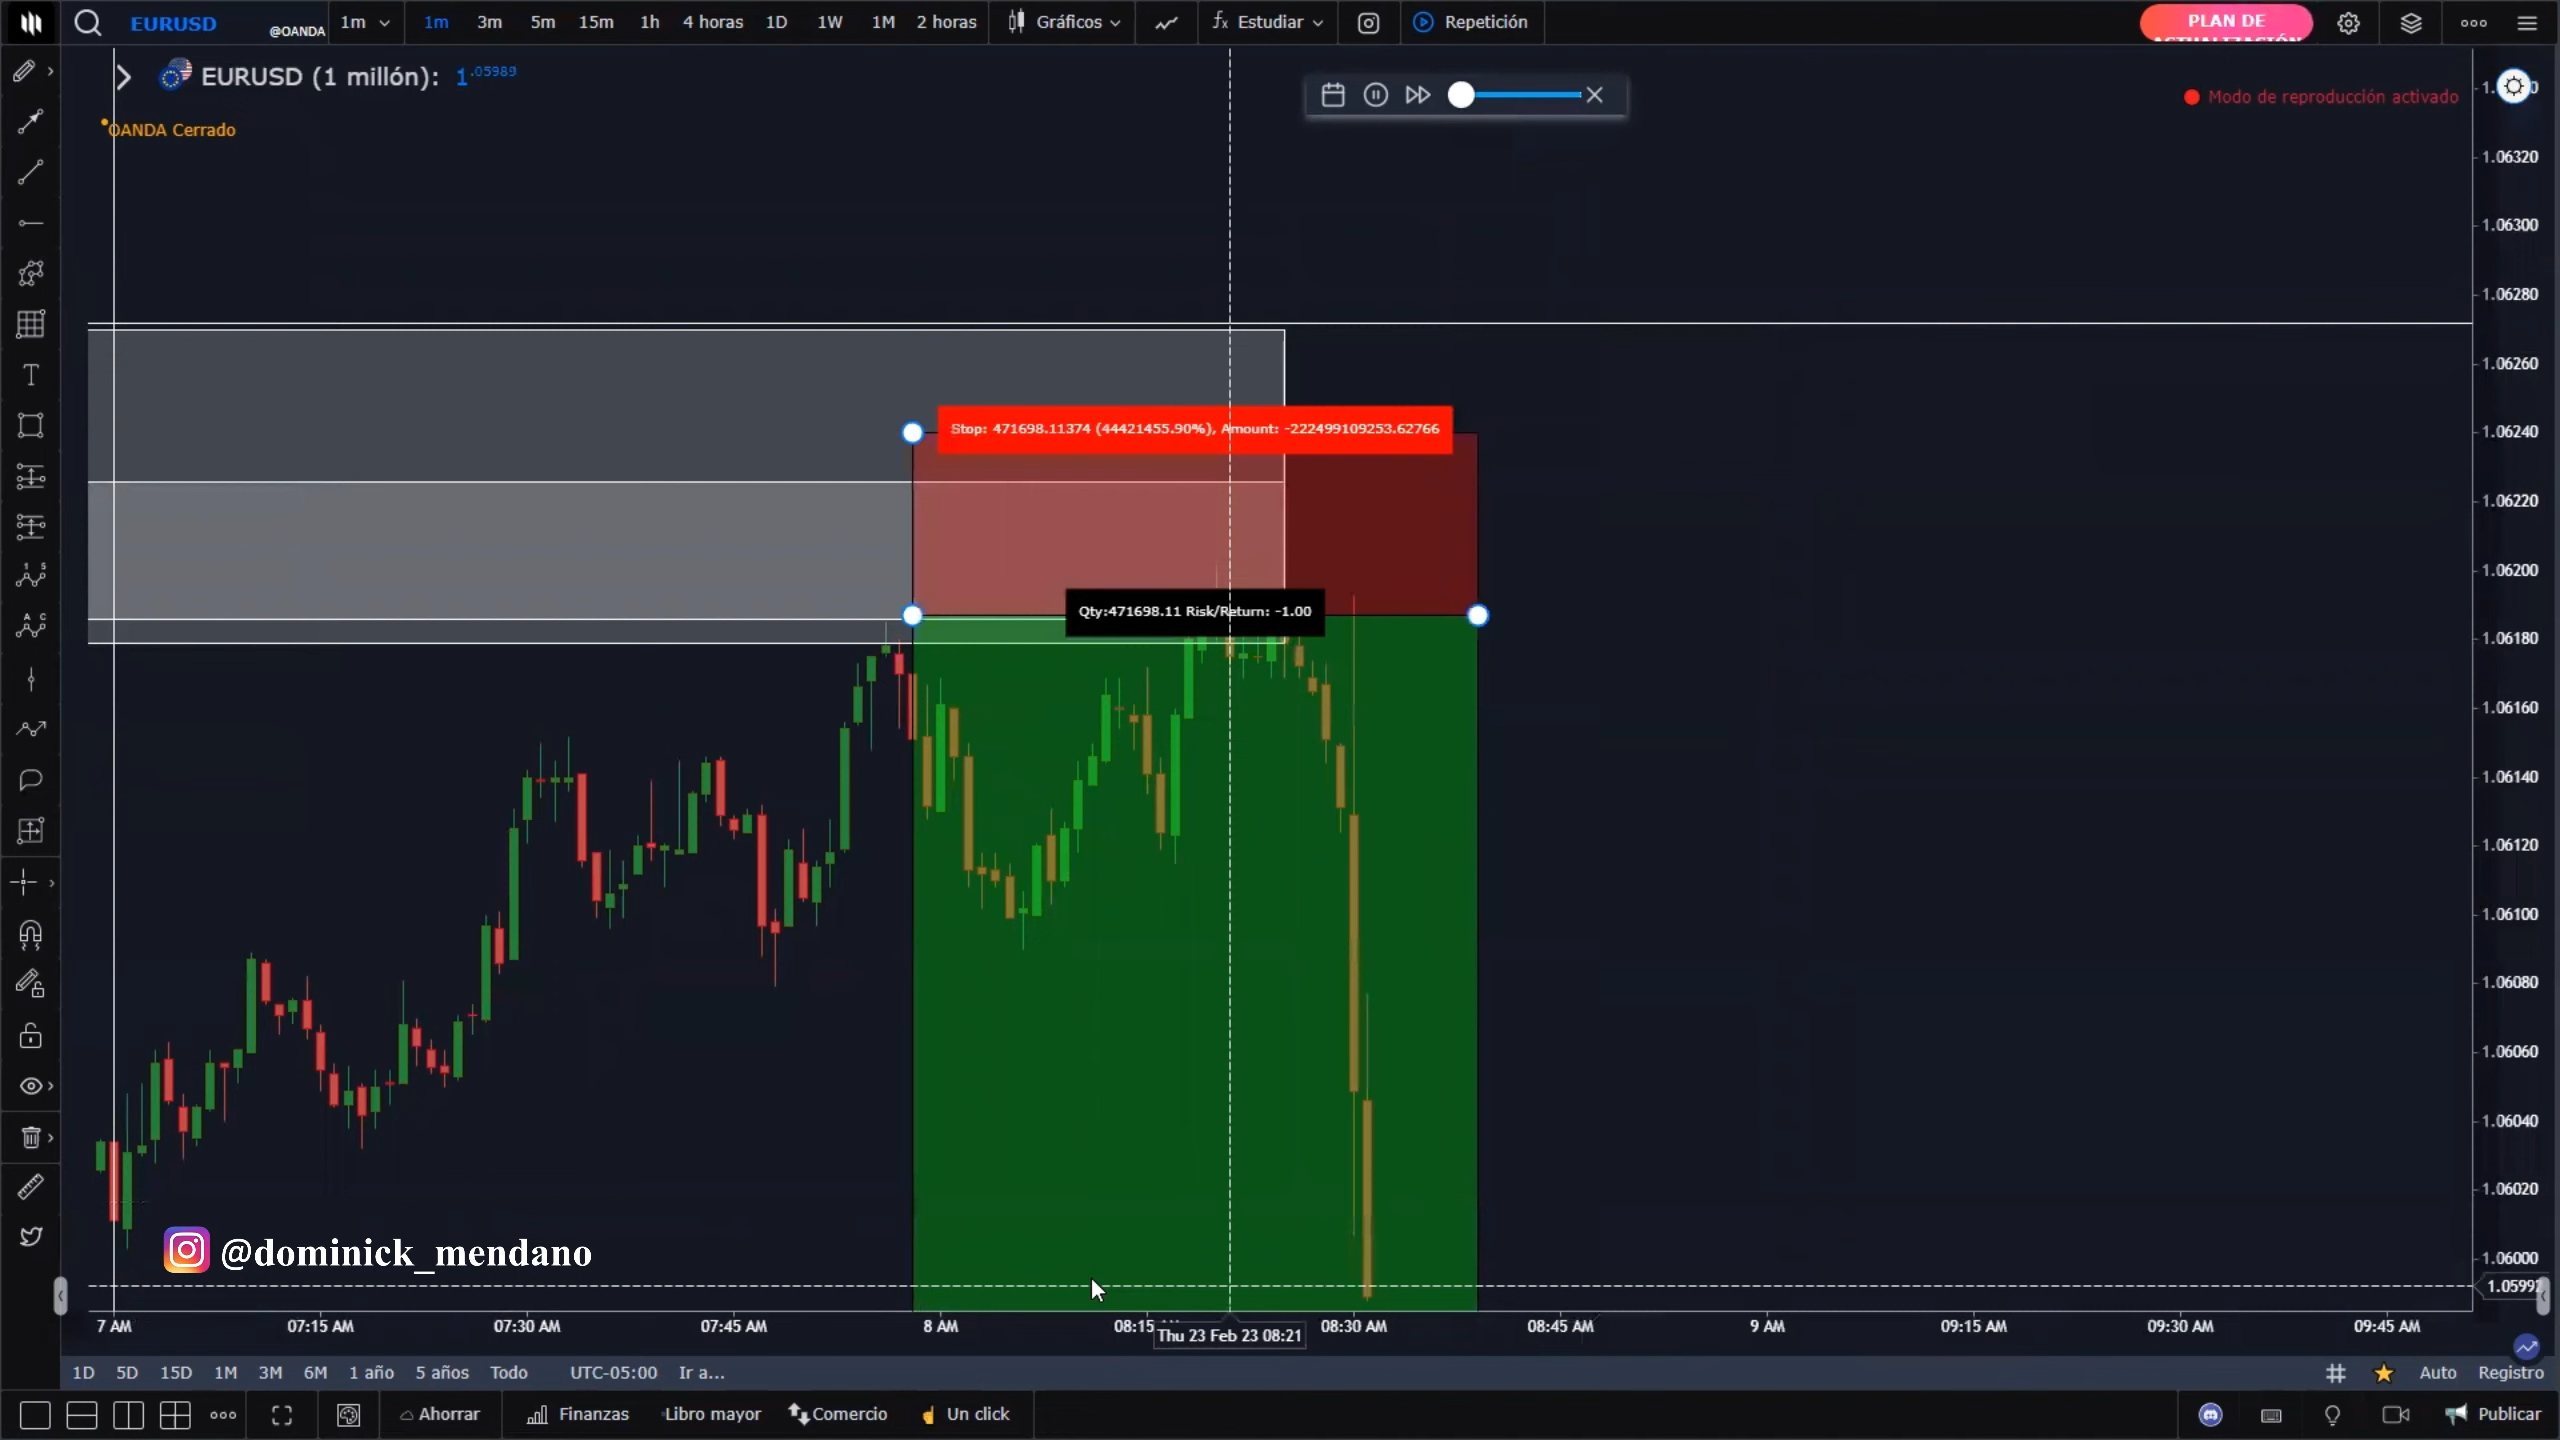 EURUSD @OANDA 1m 1m 3m 5m 15m 1h 4 horas 1D 1W 1M 2 horas Gráficos fx Estudiar Repetición PLAN DE
EURUSD (1 millón): 1.05989
Modo de reproducción activado
OANDA Cerrado
1.06320
1.06300
1.06280
1.06260
Stop: 471698.11374 (44421455.90%), Amount: -222499109253.62766
1.06240
1.06220
1.06200
Qty:471698.11 Risk/Return: -1.00
1.06180
1.06160
1.06140
1.06120
1.06100
1.06080
1.06060
1.06040
1.06020
@dominick_mendano
1.06000
1.05992
7 AM 07:15 AM 07:30 AM 07:45 AM 8 AM 08:15 08:30 AM 08:45 AM 9 AM 09:15 AM 09:30 AM 09:45 AM
Thu 23 Feb 23 08:21
1D 5D 15D 1M 3M 6M 1 año 5 años Todo UTC-05:00 Ir a... Auto Registro
Ahorrar Finanzas Libro mayor Comercio Un click Publicar